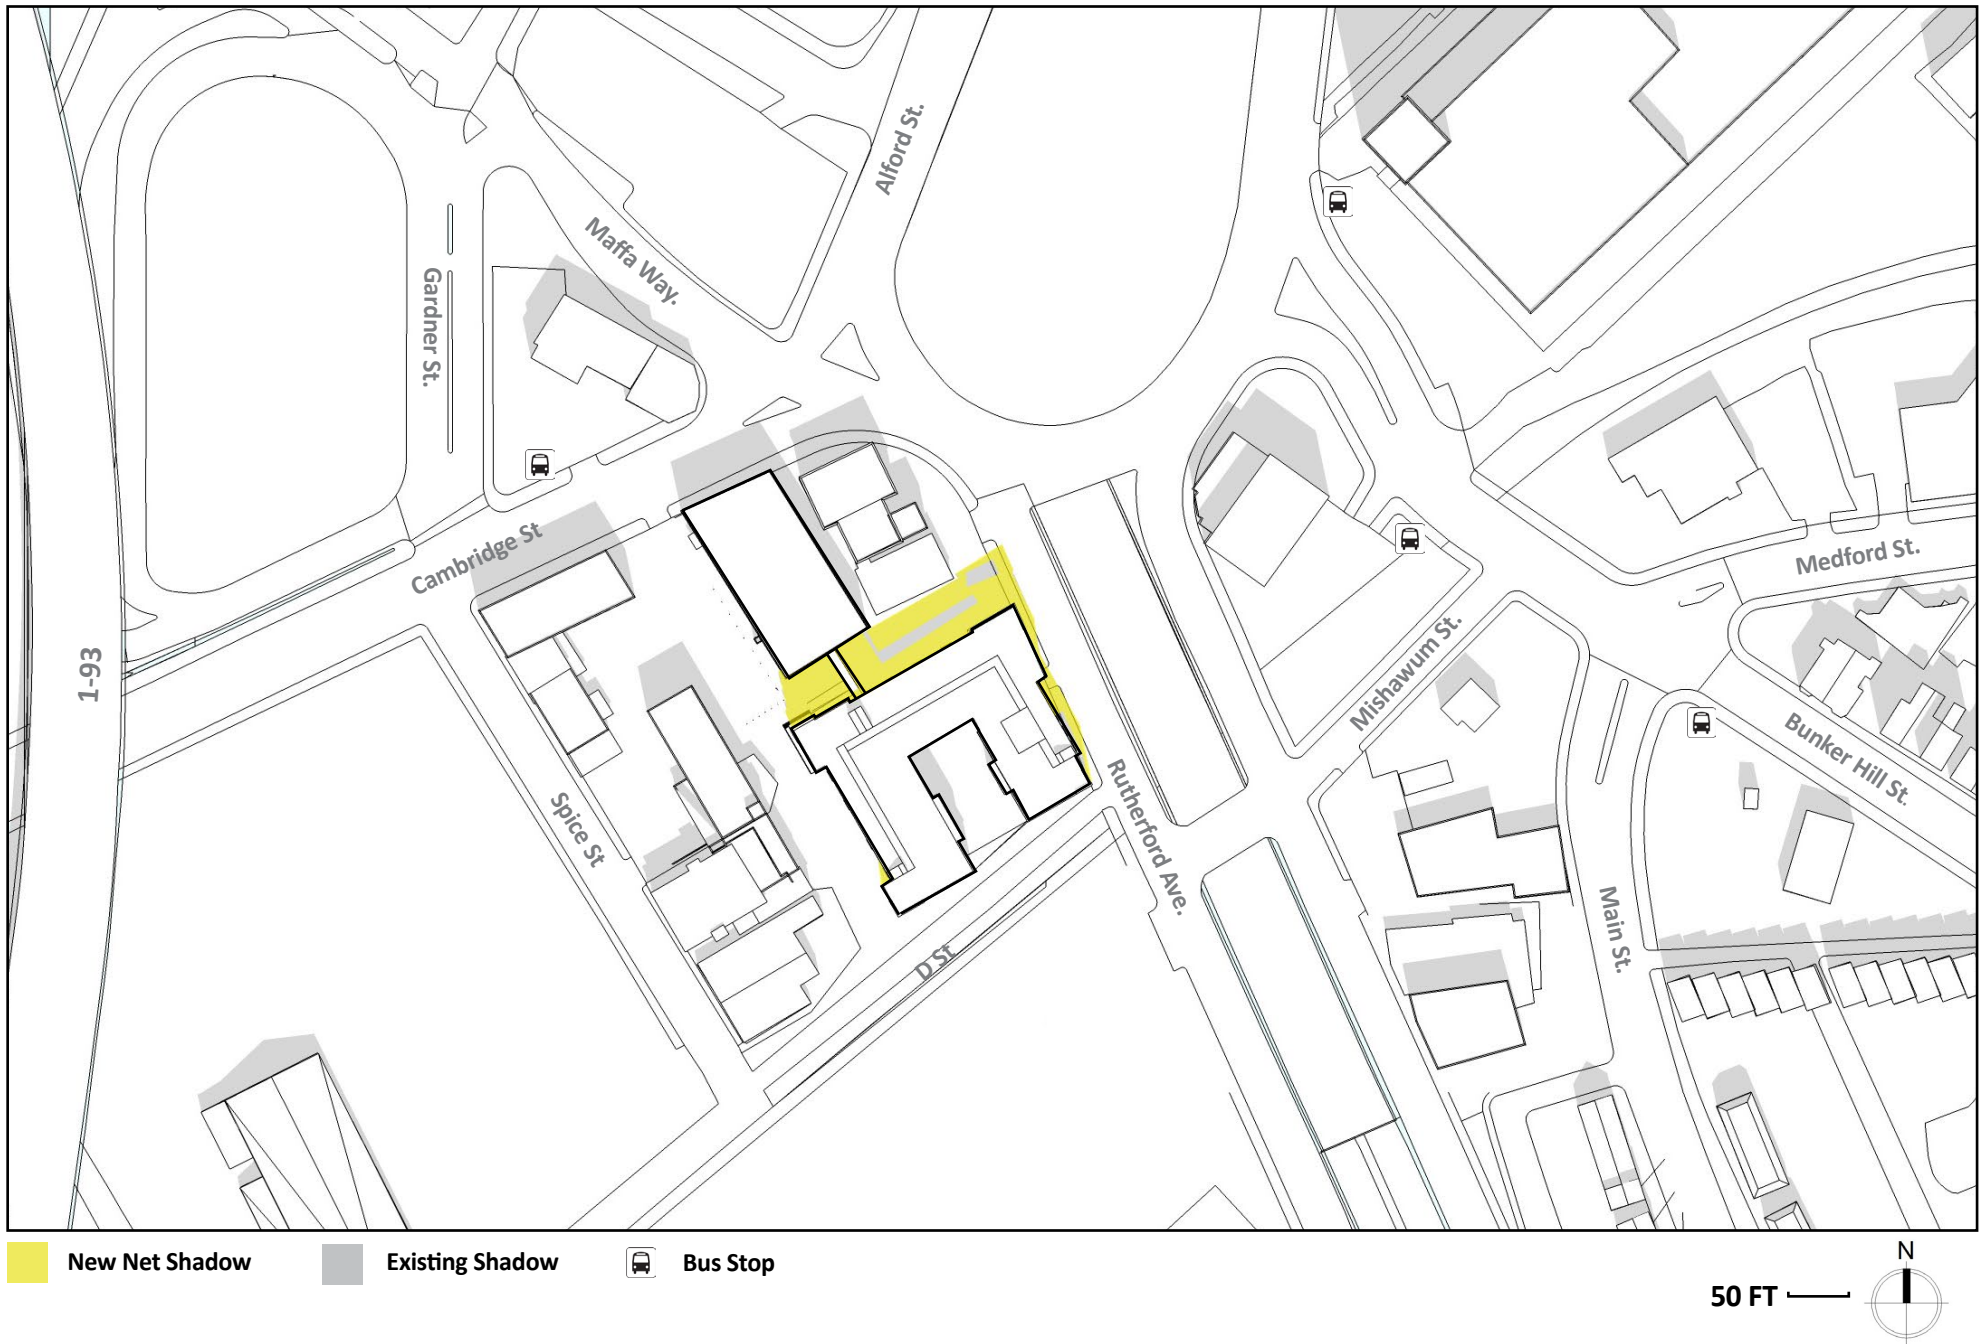 Alford St.
Maffa Way.
Gardner St.
Cambridge St
Medford St.
Mishawum St.
1-93
Bunker Hill St.
Spice St
Rutherford Ave.
Main St.
D St
New Net Shadow
Existing Shadow
Bus Stop
N
50 FT